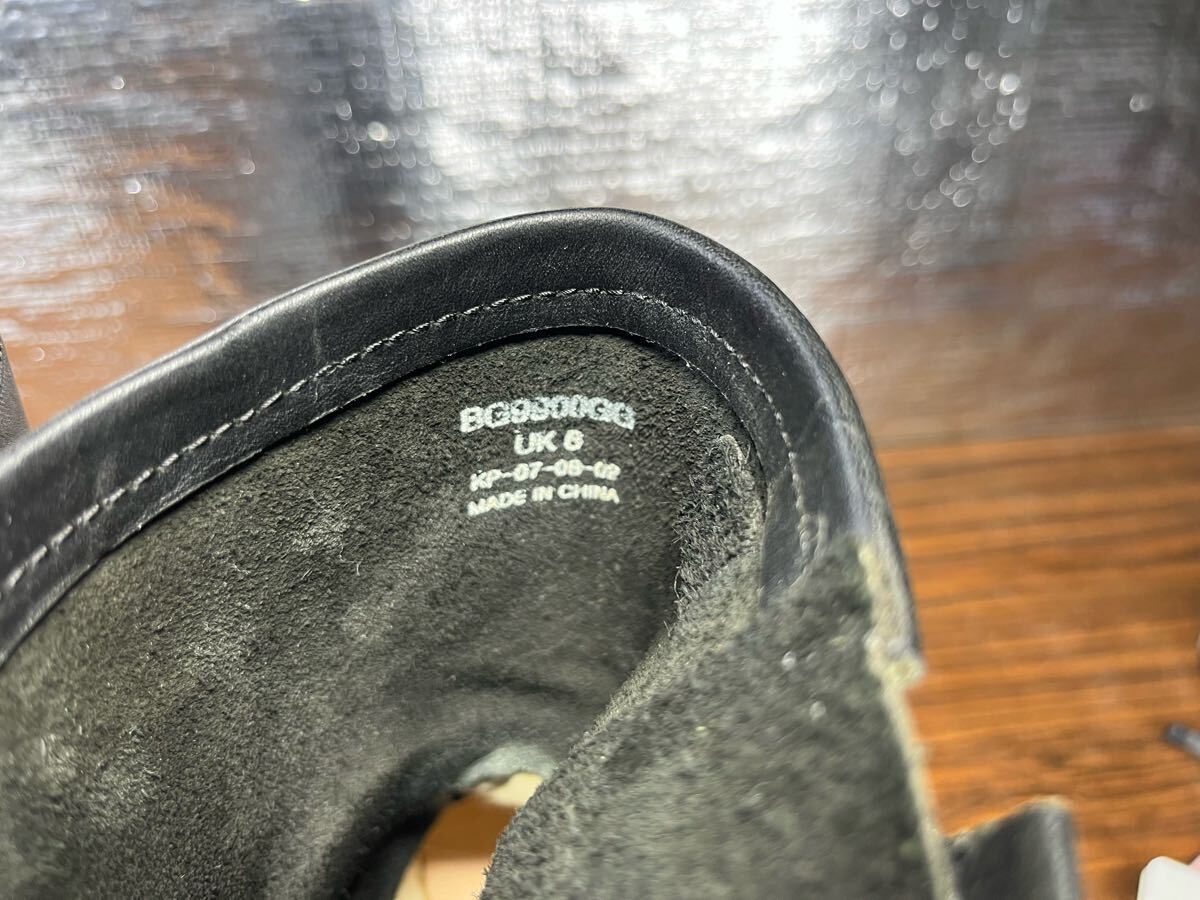 BG9900GG
UK 6
KP-07-08-02
MADE IN CHINA